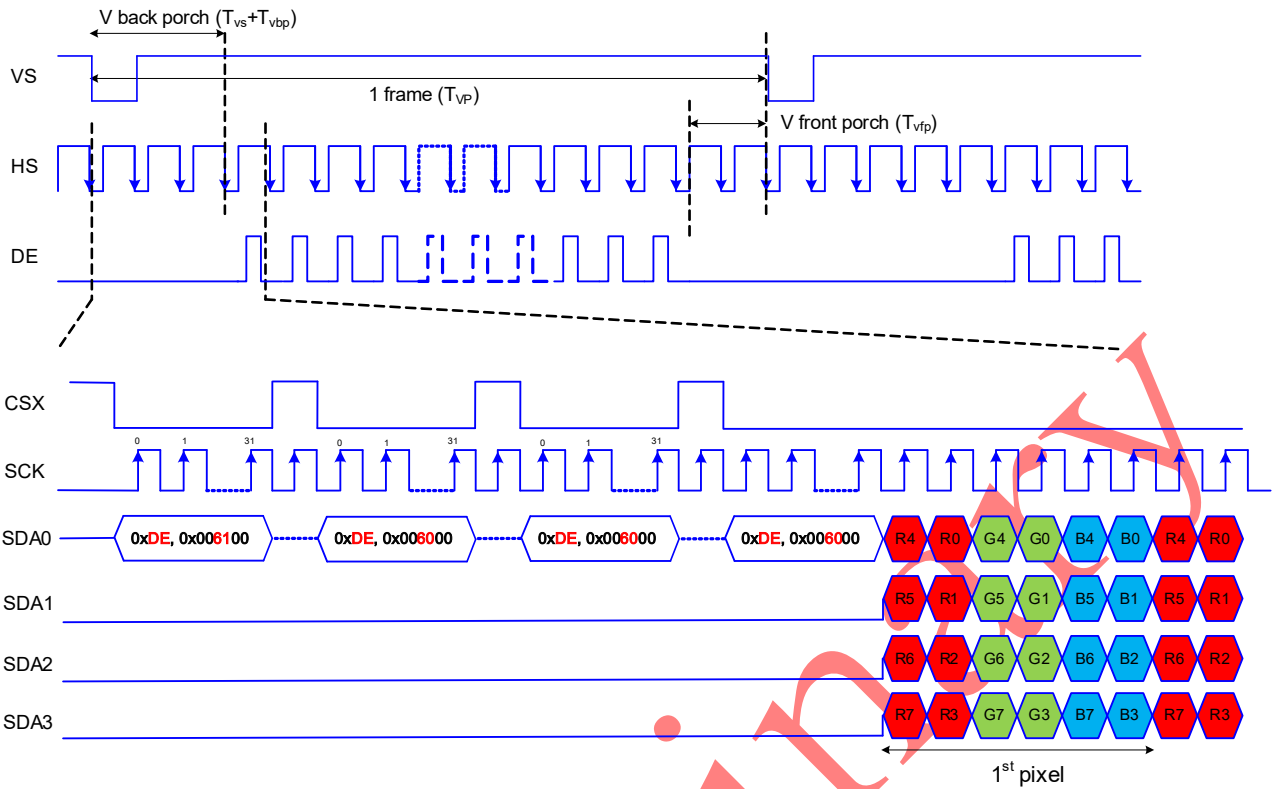 V back porch (Tvs+Tvbp)
VS
1 frame (TVP)
V front porch (Tvfp)
HS
DE
CSX
0 1 31 0 1 31 0 1 31
SCK
SDA0 0xDE, 0x006100 0xDE, 0x006000 0xDE, 0x006000 0xDE, 0x006000 R4 R0 G4 G0 B4 B0 R4 R0
SDA1 R5 R1 G5 G1 B5 B1 R5 R1
SDA2 R6 R2 G6 G2 B6 B2 R6 R2
SDA3 R7 R3 G7 G3 B7 B3 R7 R3
1st pixel